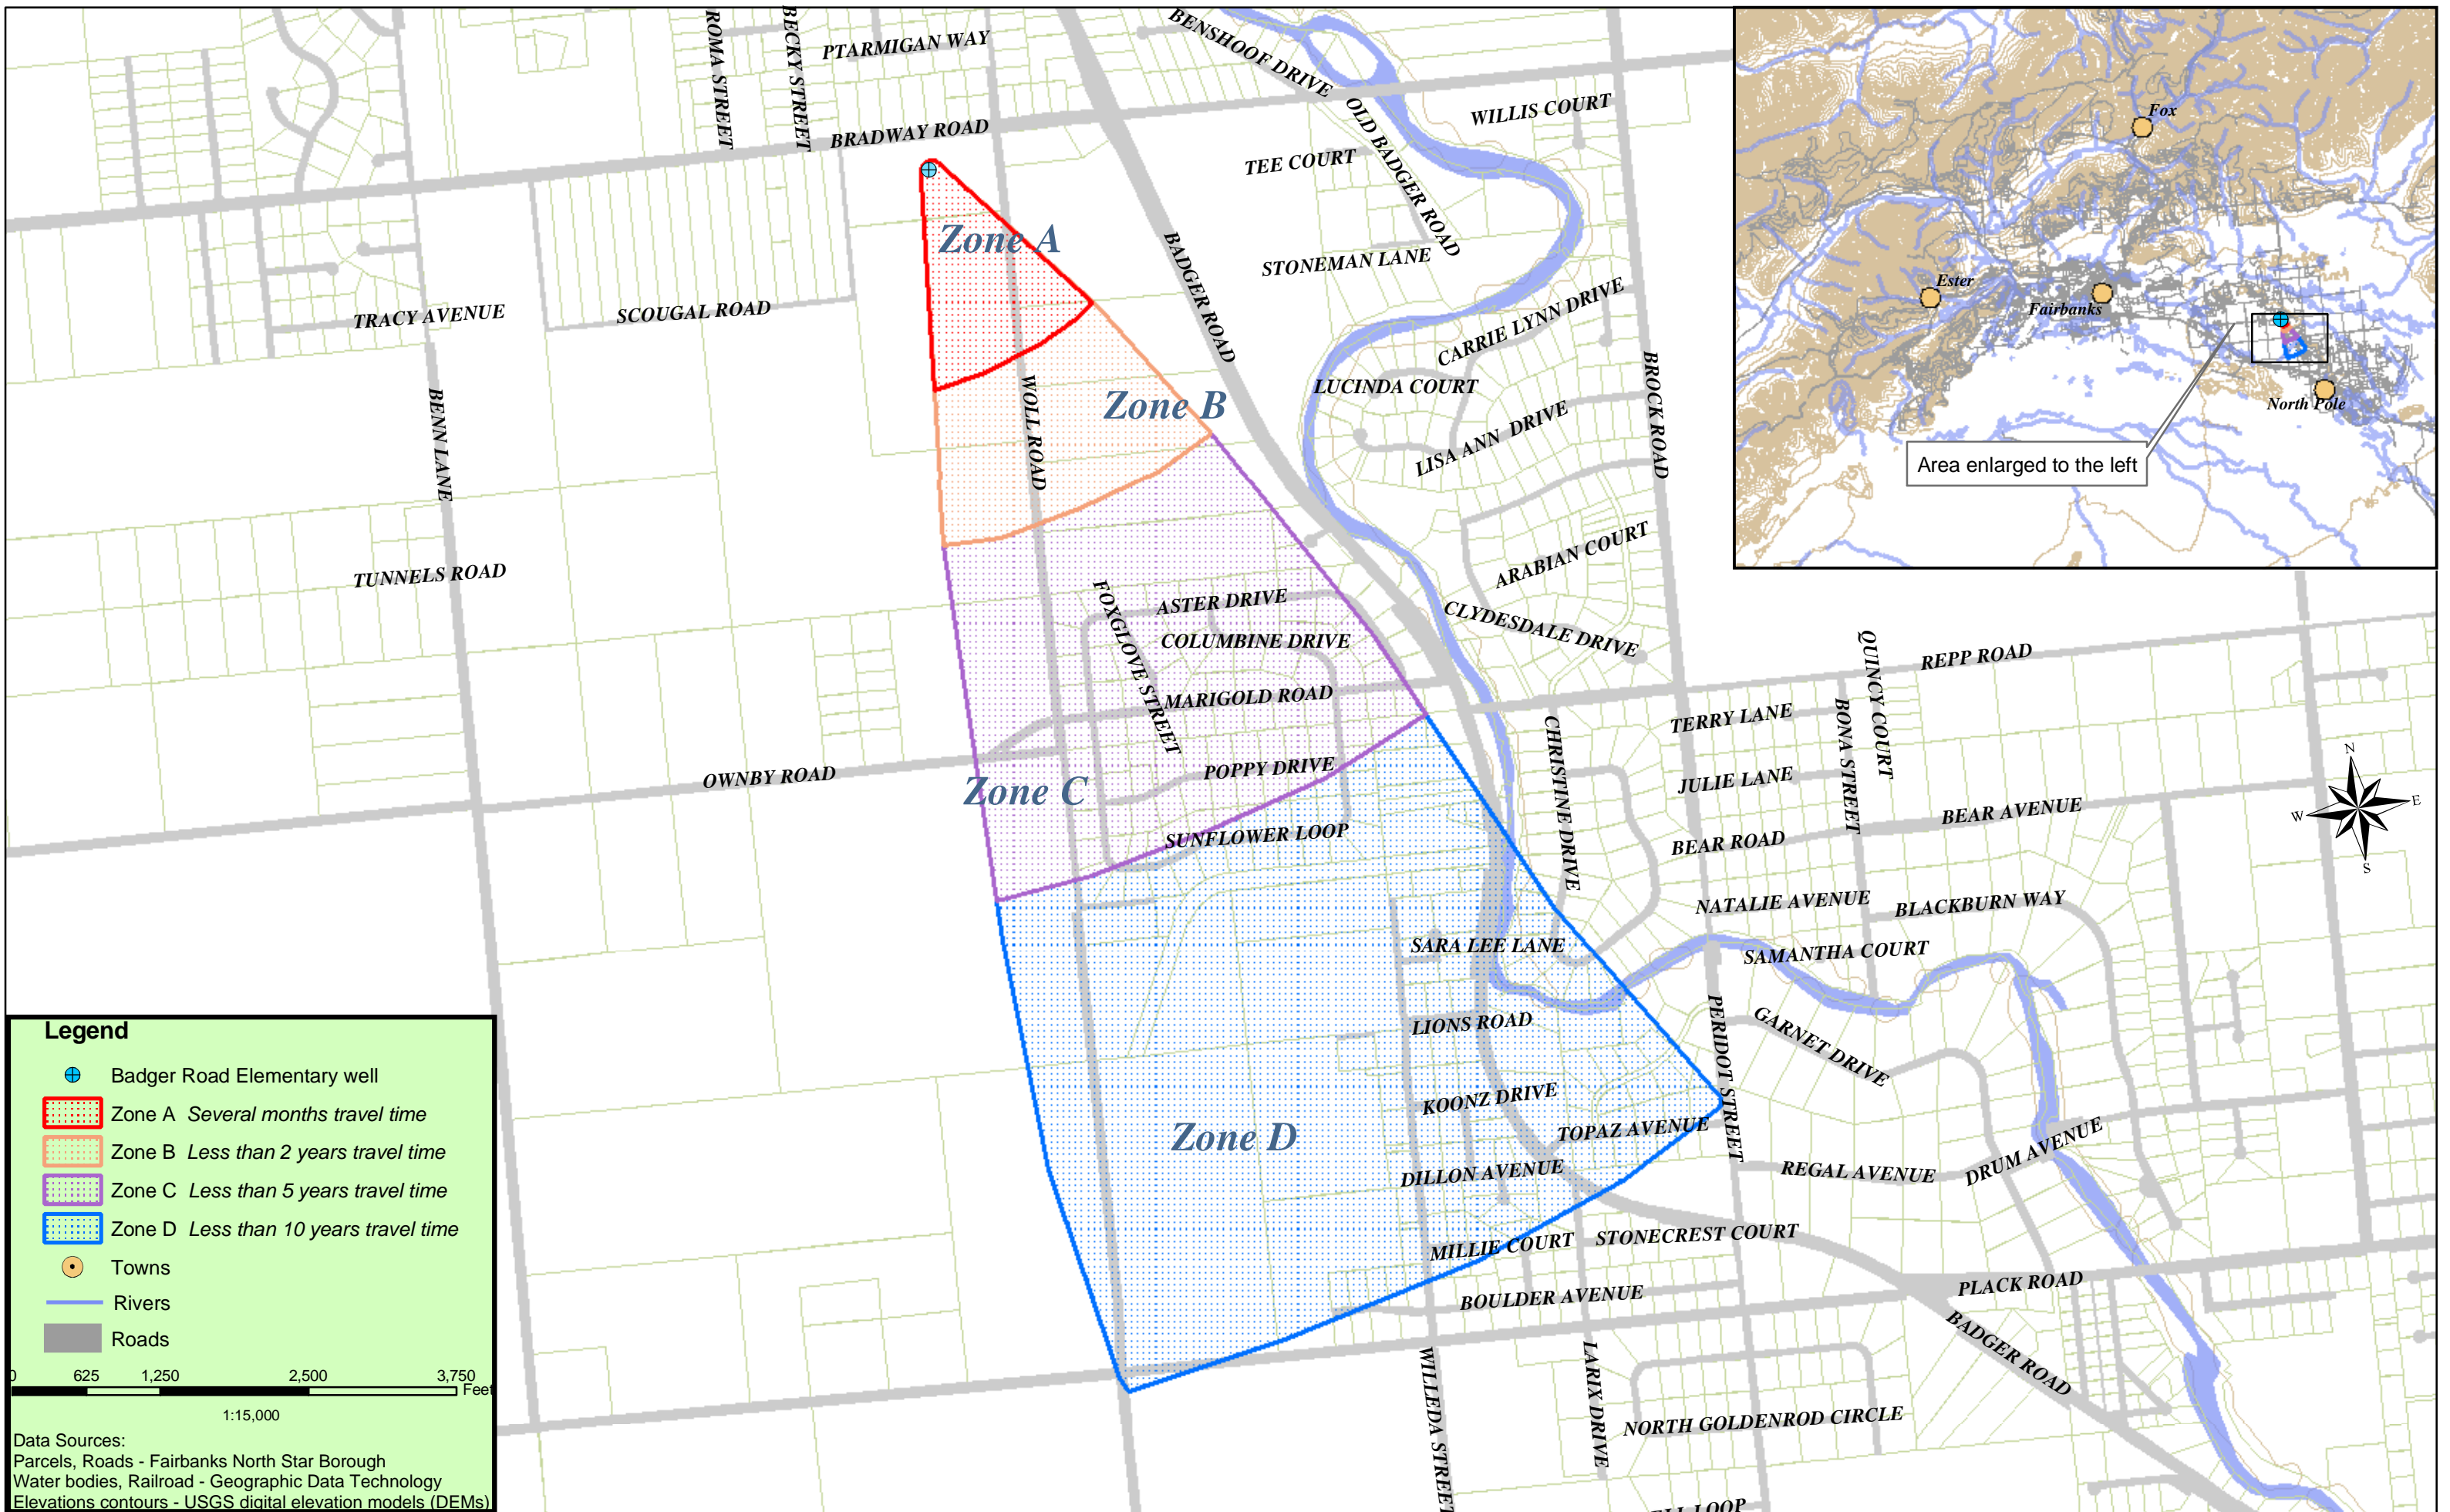 ROMA STREET
BECKY STREET
PTARMIGAN WAY
BENSHOOF DRIVE
BRADWAY ROAD
OLD BADGER ROAD
WILLIS COURT
TEE COURT
STONEMAN LANE
BADGER ROAD
Zone A
TRACY AVENUE
SCOUGAL ROAD
CARRIE LYNN DRIVE
LUCINDA COURT
LISA ANN DRIVE
BROCK ROAD
BENN LANE
WOLL ROAD
Zone B
ARABIAN COURT
TUNNELS ROAD
FOXGLOVE STREET
ASTER DRIVE
COLUMBINE DRIVE
CLYDESDALE DRIVE
MARIGOLD ROAD
QUINCY COURT
REPP ROAD
TERRY LANE
BONA STREET
CHRISTINE DRIVE
OWNBY ROAD
Zone C
POPPY DRIVE
JULIE LANE
BEAR AVENUE
SUNFLOWER LOOP
BEAR ROAD
NATALIE AVENUE
BLACKBURN WAY
SARA LEE LANE
SAMANTHA COURT
LIONS ROAD
PERIDOT STREET
GARNET DRIVE
KOONZ DRIVE
Zone D
TOPAZ AVENUE
DILLON AVENUE
REGAL AVENUE
DRUM AVENUE
MILLIE COURT
STONECREST COURT
BOULDER AVENUE
PLACK ROAD
BADGER ROAD
WILLEDA STREET
LARIX DRIVE
NORTH GOLDENROD CIRCLE
LOOP
Fox
Ester
Fairbanks
North Pole
Area enlarged to the left
N
W
E
S
Legend
Badger Road Elementary well
Zone A Several months travel time
Zone B Less than 2 years travel time
Zone C Less than 5 years travel time
Zone D Less than 10 years travel time
Towns
Rivers
Roads
0 625 1,250 2,500 3,750
Feet
1:15,000
Data Sources:
Parcels, Roads - Fairbanks North Star Borough
Water bodies, Railroad - Geographic Data Technology
Elevations contours - USGS digital elevation models (DEMs)